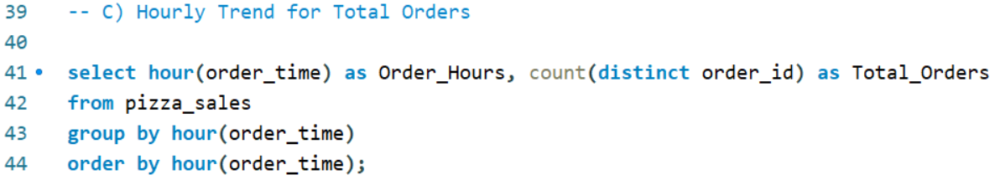 39 -- C) Hourly Trend for Total Orders
40
41 • select hour(order_time) as Order_Hours, count(distinct order_id) as Total_Orders
42 from pizza_sales
43 group by hour(order_time)
44 order by hour(order_time);